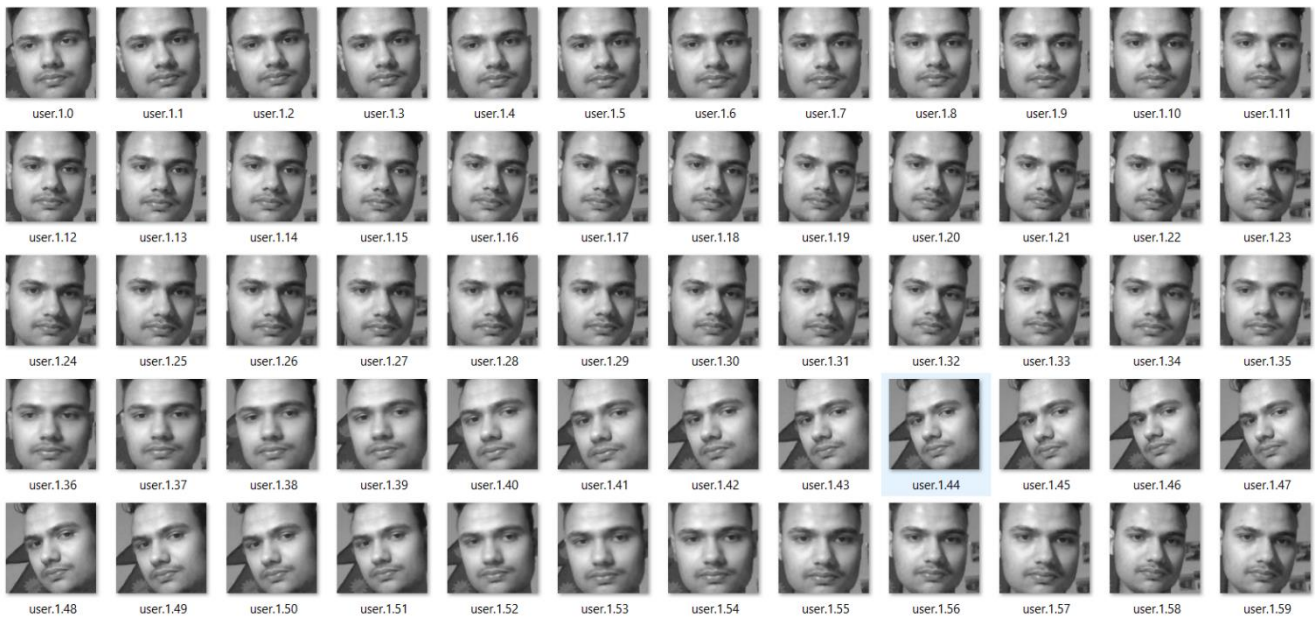 user.1.0 user.1.1 user.1.2 user.1.3 user.1.4 user.1.5 user.1.6 user.1.7 user.1.8 user.1.9 user.1.10 user.1.11
user.1.12 user.1.13 user.1.14 user.1.15 user.1.16 user.1.17 user.1.18 user.1.19 user.1.20 user.1.21 user.1.22 user.1.23
user.1.24 user.1.25 user.1.26 user.1.27 user.1.28 user.1.29 user.1.30 user.1.31 user.1.32 user.1.33 user.1.34 user.1.35
user.1.36 user.1.37 user.1.38 user.1.39 user.1.40 user.1.41 user.1.42 user.1.43 user.1.44 user.1.45 user.1.46 user.1.47
user.1.48 user.1.49 user.1.50 user.1.51 user.1.52 user.1.53 user.1.54 user.1.55 user.1.56 user.1.57 user.1.58 user.1.59